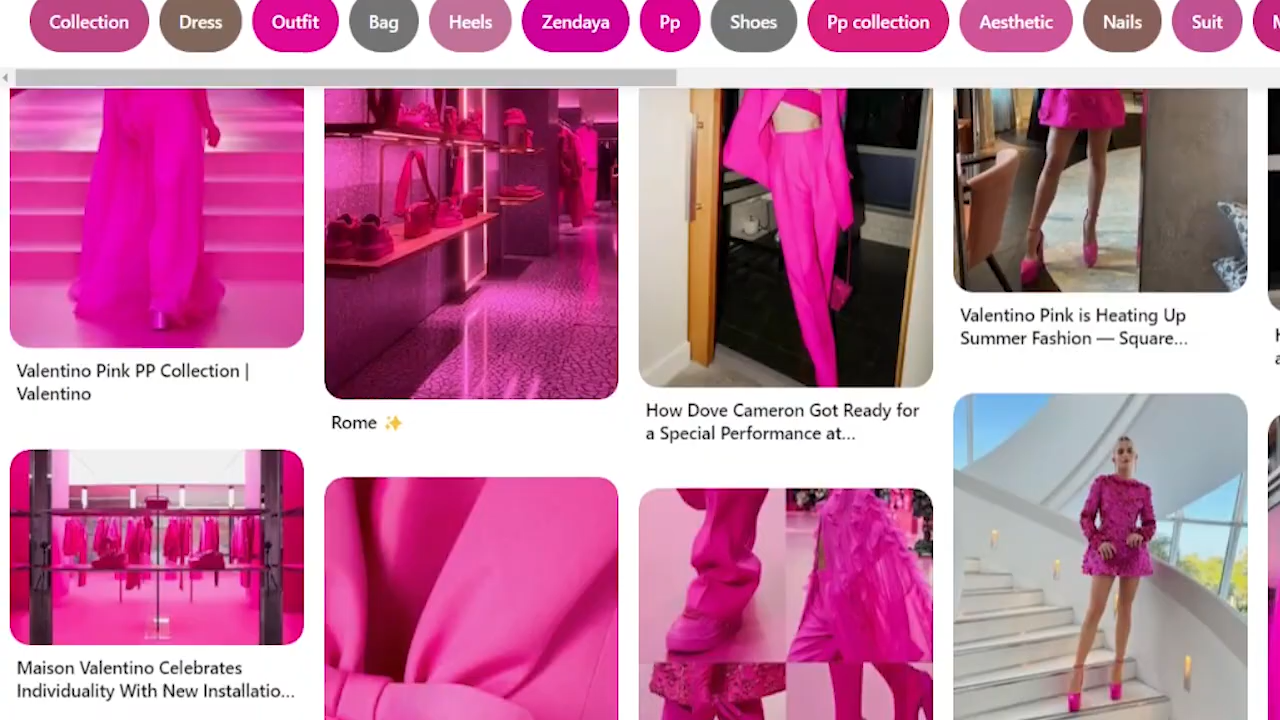 Collection
Dress
Outfit
Bag
Heels
Zendaya
Pp
Shoes
Pp collection
Aesthetic
Nails
Suit
Valentino Pink PP Collection |
Valentino
Rome ✨
How Dove Cameron Got Ready for
a Special Performance at...
Valentino Pink is Heating Up
Summer Fashion — Square...
Maison Valentino Celebrates
Individuality With New Installatio...